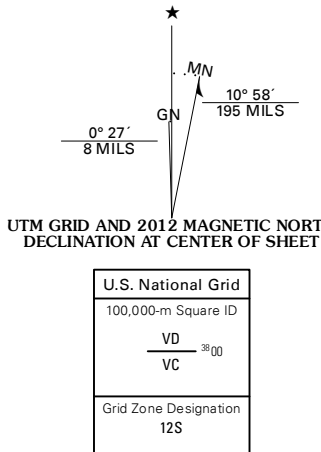 ★
MN
GN
10° 58´
195 MILS
0° 27´
8 MILS
UTM GRID AND 2012 MAGNETIC NORT
DECLINATION AT CENTER OF SHEET
U.S. National Grid
100,000-m Square ID
VD
3800
VC
Grid Zone Designation
12S